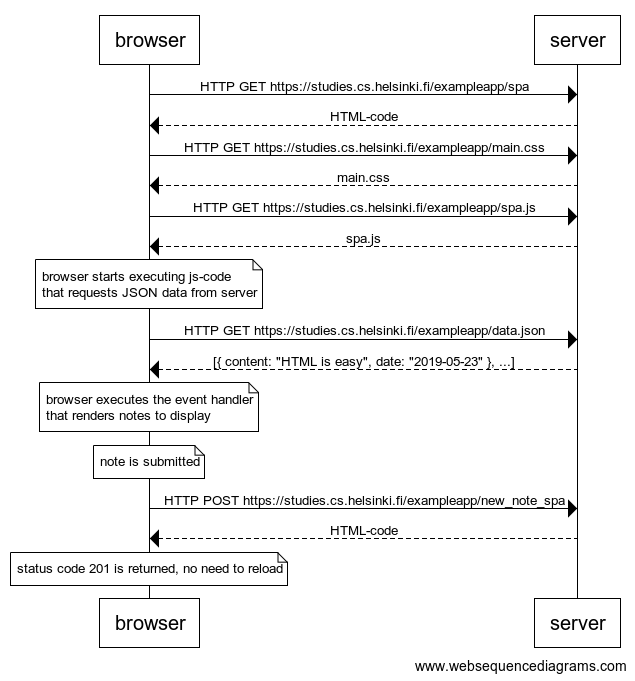 browser
server
HTTP GET https://studies.cs.helsinki.fi/exampleapp/spa
HTML-code
HTTP GET https://studies.cs.helsinki.fi/exampleapp/main.css
main.css
HTTP GET https://studies.cs.helsinki.fi/exampleapp/spa.js
spa.js
browser starts executing js-code
that requests JSON data from server
HTTP GET https://studies.cs.helsinki.fi/exampleapp/data.json
[{ content: "HTML is easy", date: "2019-05-23" }, ...]
browser executes the event handler
that renders notes to display
note is submitted
HTTP POST https://studies.cs.helsinki.fi/exampleapp/new_note_spa
HTML-code
status code 201 is returned, no need to reload
browser
server
www.websequencediagrams.com